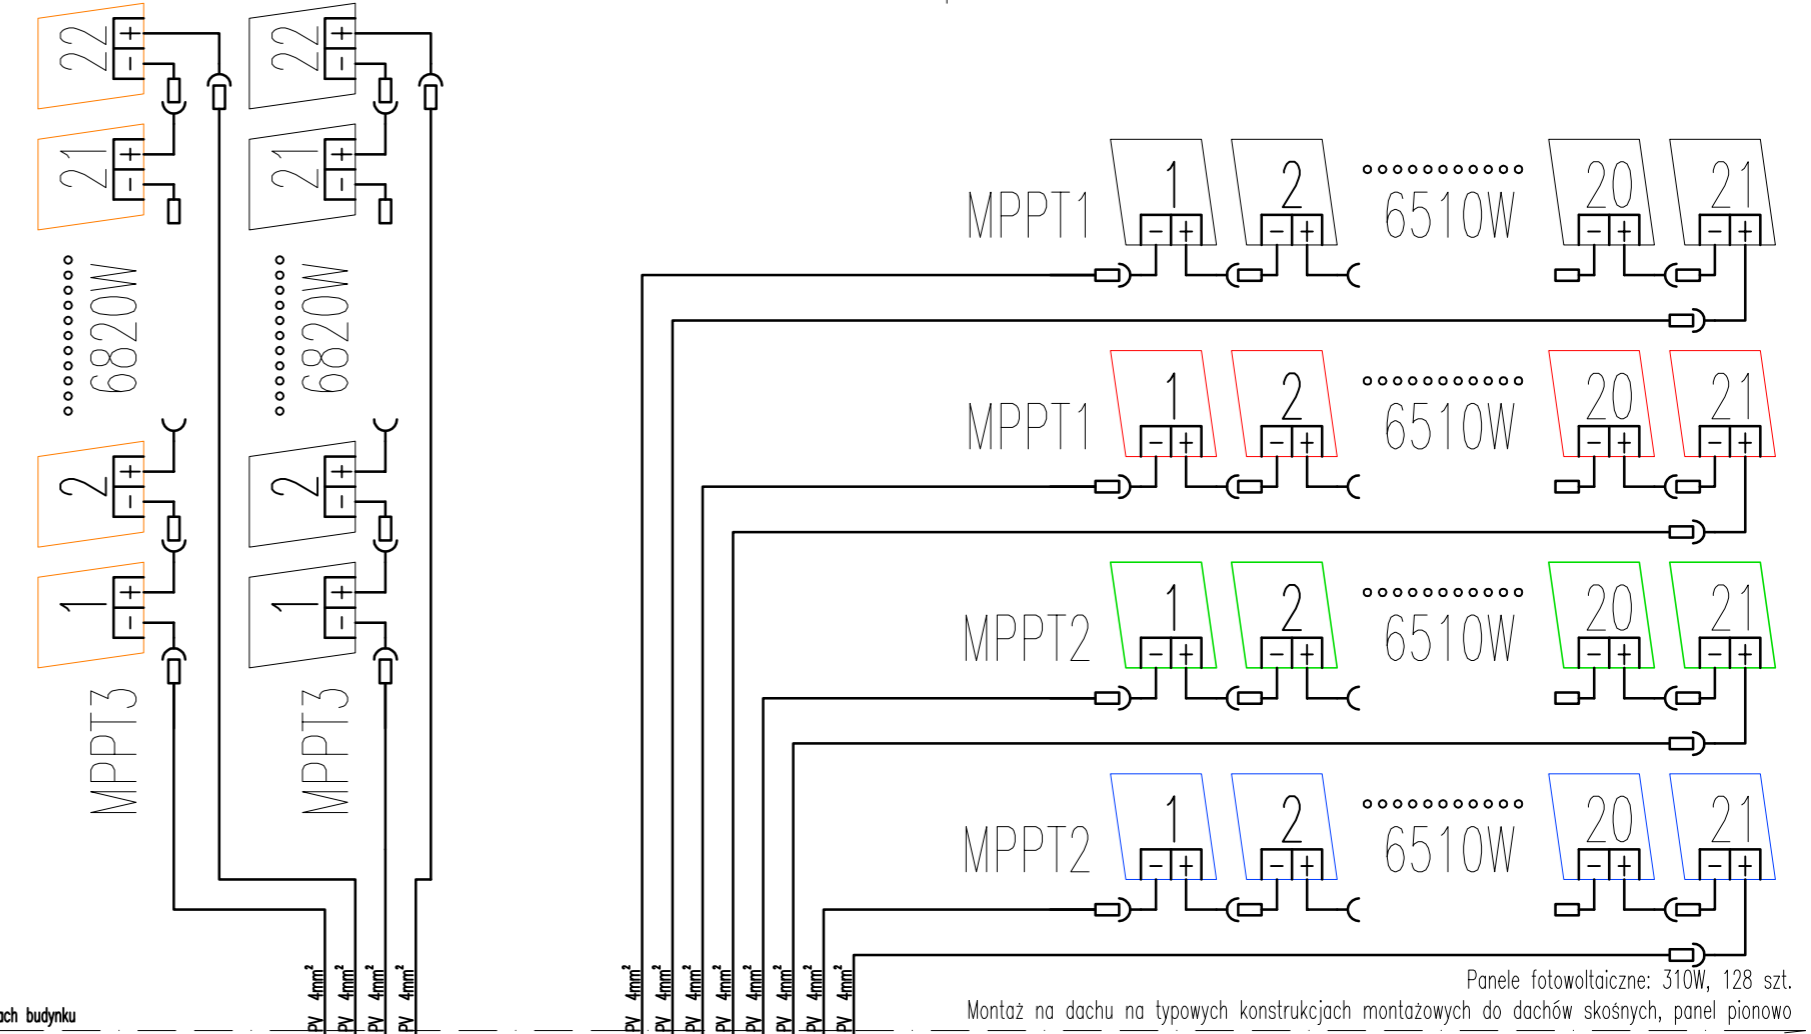 22 + -
21 + -
6820W
2 + -
1 + -
MPPT3
22 + -
21 + -
6820W
2 + -
1 + -
MPPT3
MPPT1 1 2 6510W 20 21
- + - + - + - +
MPPT1 1 2 6510W 20 21
- + - + - + - +
MPPT2 1 2 6510W 20 21
- + - + - + - +
MPPT2 1 2 6510W 20 21
- + - + - + - +
PV 4mm²
PV 4mm²
PV 4mm²
PV 4mm²
PV 4mm²
PV 4mm²
PV 4mm²
PV 4mm²
PV 4mm²
PV 4mm²
PV 4mm²
PV 4mm²
Panele fotowoltaiczne: 310W, 128 szt.
Montaż na dachu na typowych konstrukcjach montażowych do dachów skośnych, panel pionowo
ach budynku